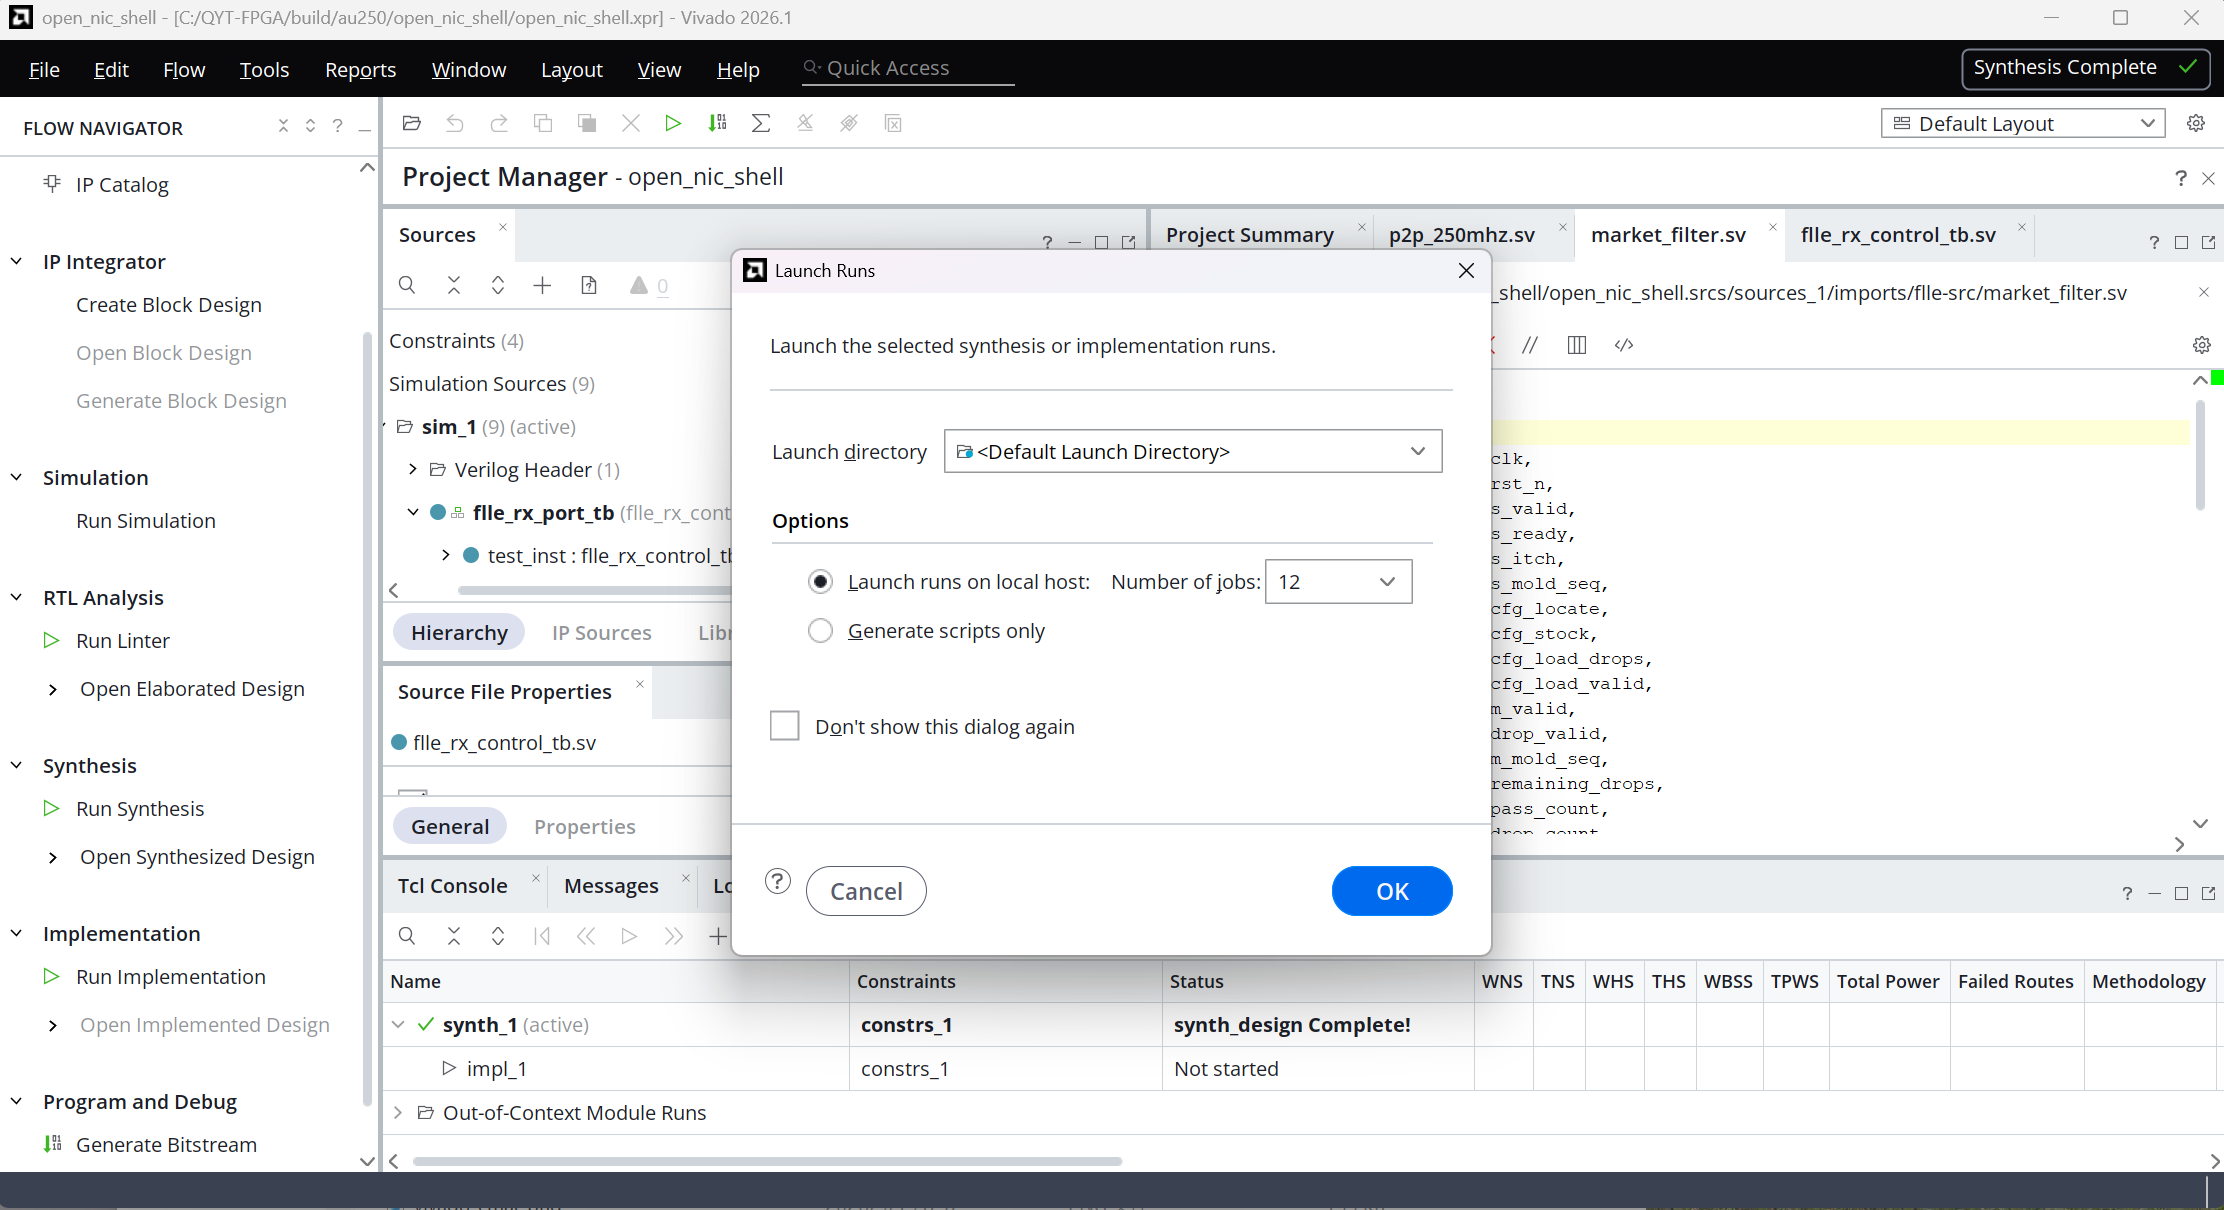 open_nic_shell - [C:/QYT-FPGA/build/au250/open_nic_shell/open_nic_shell.xpr] - Vivado 2026.1
File Edit Flow Tools Reports Window Layout View Help Quick Access
Synthesis Complete
FLOW NAVIGATOR ?
Default Layout
IP Catalog
IP Integrator
Create Block Design
Open Block Design
Generate Block Design
Simulation
Run Simulation
RTL Analysis
Run Linter
Open Elaborated Design
Synthesis
Run Synthesis
Open Synthesized Design
Implementation
Run Implementation
Open Implemented Design
Program and Debug
Generate Bitstream
Project Manager - open_nic_shell ?
Sources ?
0
Constraints (4)
Simulation Sources (9)
sim_1 (9) (active)
Verilog Header (1)
flle_rx_port_tb (flle_rx_cont
test_inst : flle_rx_control_tb
Hierarchy IP Sources Libr
Source File Properties
flle_rx_control_tb.sv
General Properties
Project Summary p2p_250mhz.sv market_filter.sv flle_rx_control_tb.sv ?
_shell/open_nic_shell.srcs/sources_1/imports/flle-src/market_filter.sv
// </>
clk,
rst_n,
s_valid,
s_ready,
s_itch,
s_mold_seq,
cfg_locate,
cfg_stock,
cfg_load_drops,
cfg_load_valid,
m_valid,
drop_valid,
m_mold_seq,
remaining_drops,
pass_count,
drop_count
Launch Runs
Launch the selected synthesis or implementation runs.
Launch directory <Default Launch Directory>
Options
Launch runs on local host: Number of jobs: 12
Generate scripts only
Don't show this dialog again
? Cancel OK
Tcl Console Messages Lo ?
Name Constraints Status WNS TNS WHS THS WBSS TPWS Total Power Failed Routes Methodology
synth_1 (active) constrs_1 synth_design Complete!
impl_1 constrs_1 Not started
Out-of-Context Module Runs